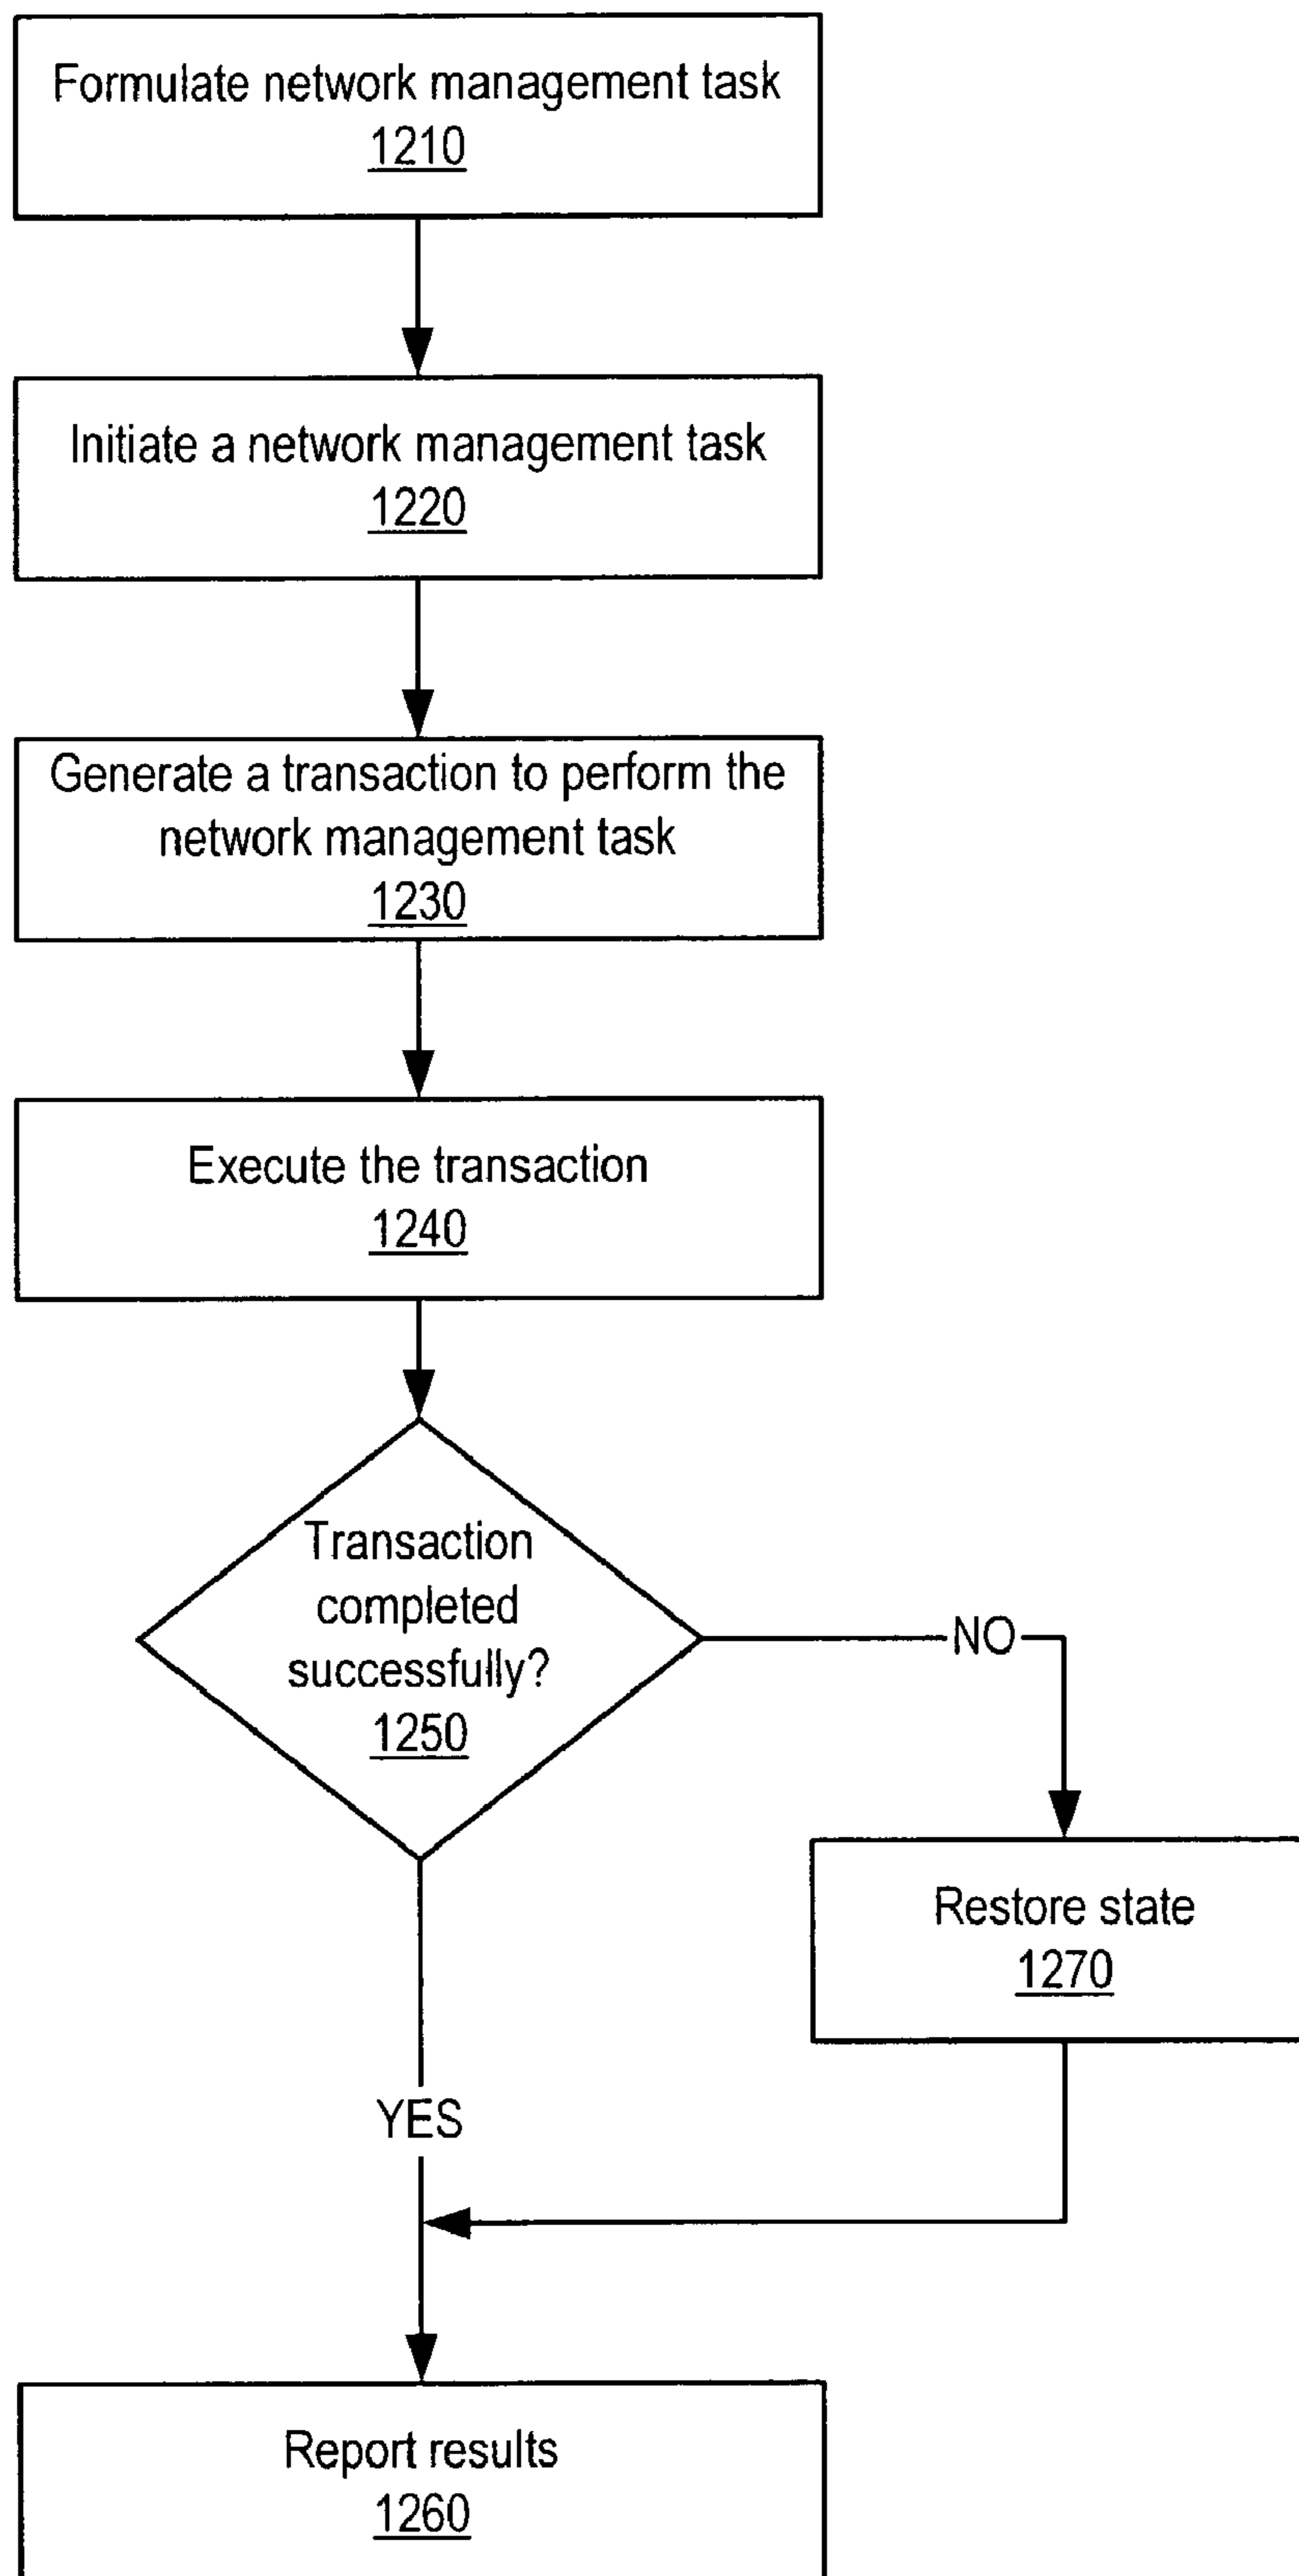 Formulate network management task
1210
Initiate a network management task
1220
Generate a transaction to perform the
network management task
1230
Execute the transaction
1240
Transaction
completed
successfully?
1250
NO
Restore state
1270
YES
Report results
1260